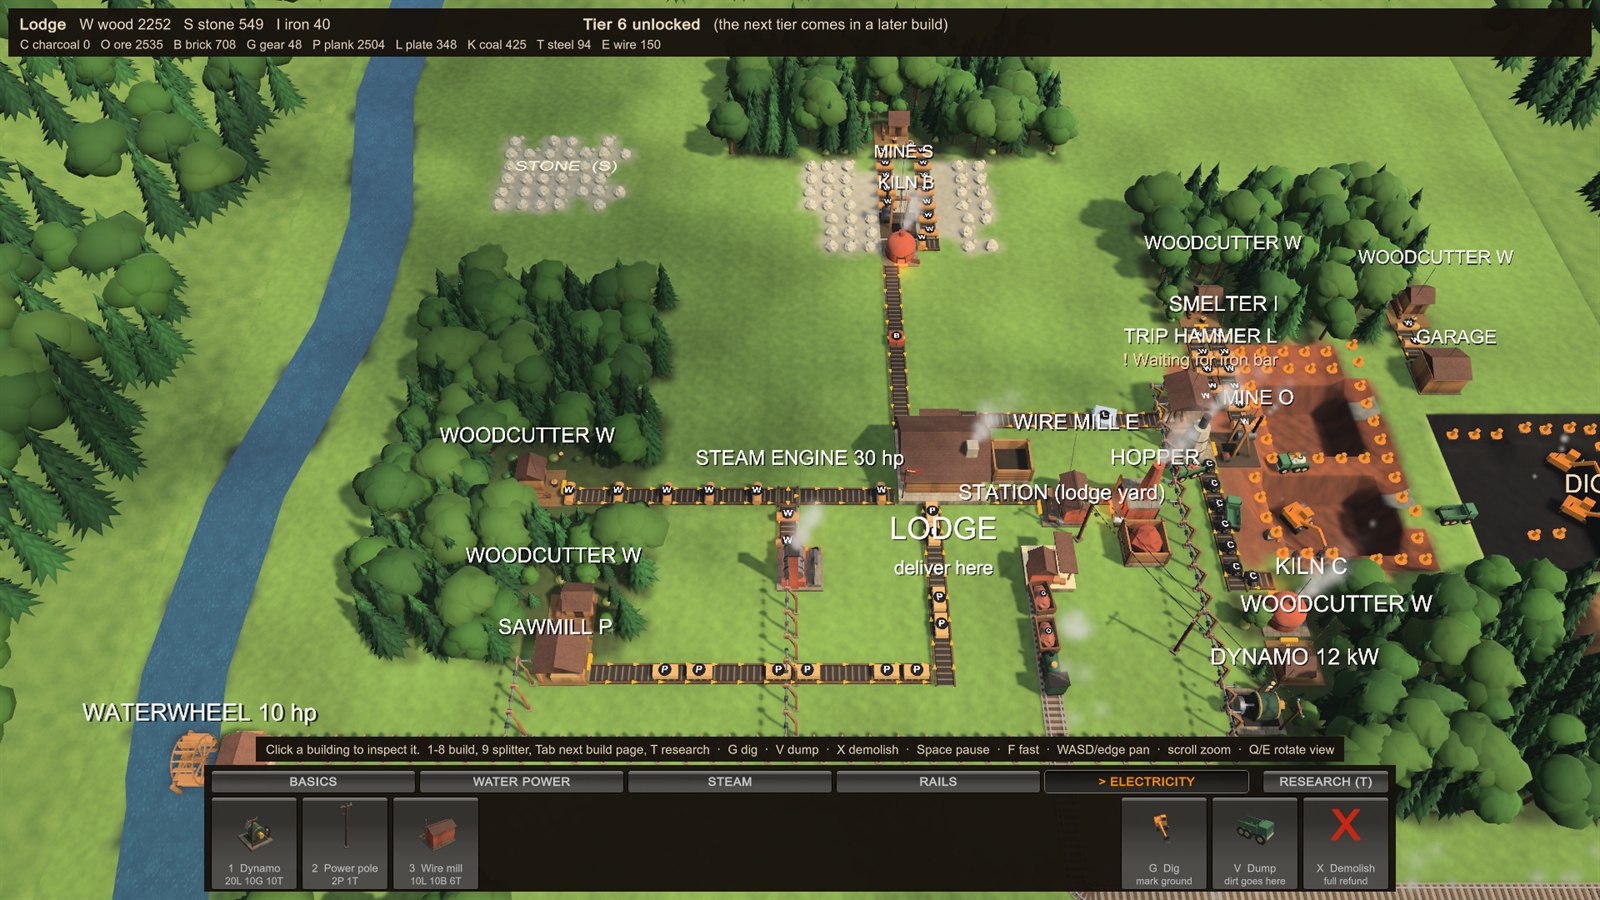 Lodge W wood 2252 S stone 549 I iron 40
Tier 6 unlocked (the next tier comes in a later build)
C charcoal 0 O ore 2535 B brick 708 G gear 48 P plank 2504 L plate 348 K coal 425 T steel 94 E wire 150
MINE S
STONE (S)
KILN B
WOODCUTTER W
WOODCUTTER W
SMELTER I
TRIP HAMMER L
GARAGE
! Waiting for iron bar
MINE O
WIRE MILL E
WOODCUTTER W
STEAM ENGINE 30 hp
HOPPER
STATION (lodge yard)
LODGE
deliver here
WOODCUTTER W
KILN C
WOODCUTTER W
SAWMILL P
DYNAMO 12 kW
WATERWHEEL 10 hp
Click a building to inspect it. 1-8 build, 9 splitter, Tab next build page, T research · G dig · V dump · X demolish · Space pause · F fast · WASD/edge pan · scroll zoom · Q/E rotate view
BASICS
WATER POWER
STEAM
RAILS
> ELECTRICITY
RESEARCH (T)
1 Dynamo
20L 10G 10T
2 Power pole
2P 1T
3 Wire mill
10L 10B 6T
G Dig
mark ground
V Dump
dirt goes here
X Demolish
full refund